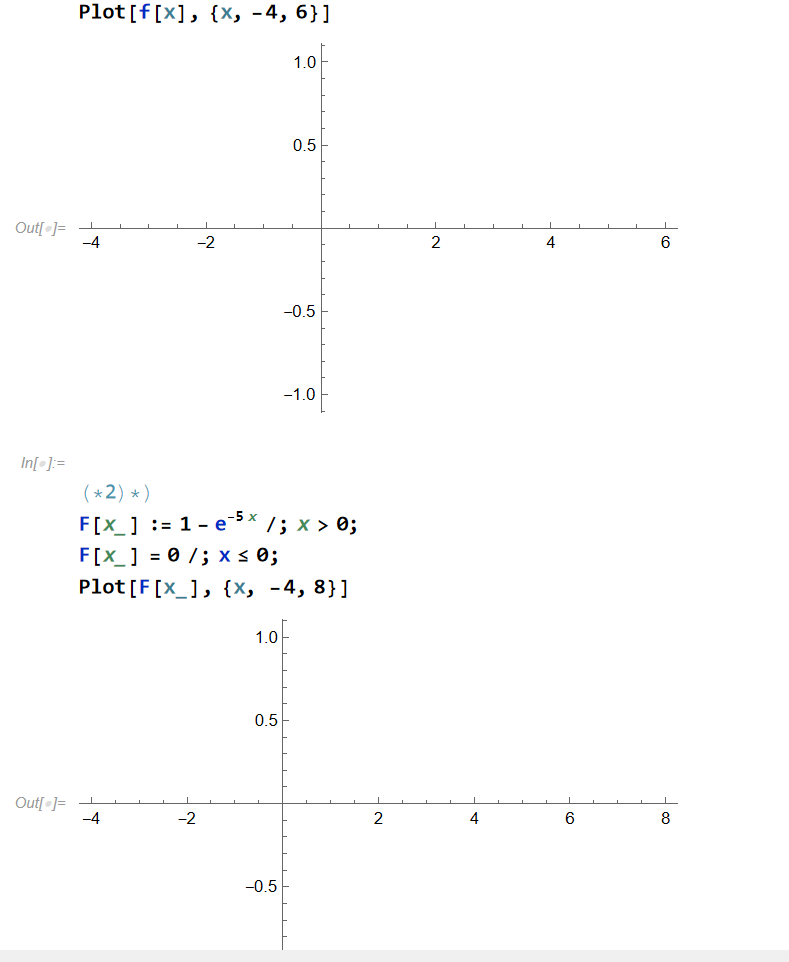 Plot[f[x], {x, -4, 6}]
1.0
0.5
Out[•]=
-4 -2 2 4 6
-0.5
-1.0
In[•]:=
(*2)*)
F[x_] := 1 - e^-5 x /; x > 0;
F[x_] = 0 /; x ≤ 0;
Plot[F[x_], {x, -4, 8}]
1.0
0.5
Out[•]=
-4 -2 2 4 6 8
-0.5